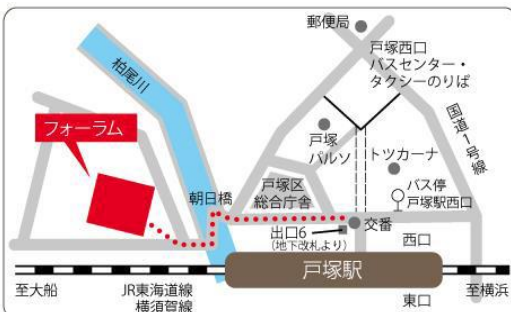 郵便局
戸塚西口
バスセンター・
タクシーのりば
柏尾川
国道1号線
フォーラム
戸塚
パルソ
トツカーナ
バス停
戸塚駅西口
戸塚区
総合庁舎
朝日橋
出口6
(地下改札より)
交番
西口
戸塚駅
至大船
JR東海道線
横須賀線
東口
至横浜